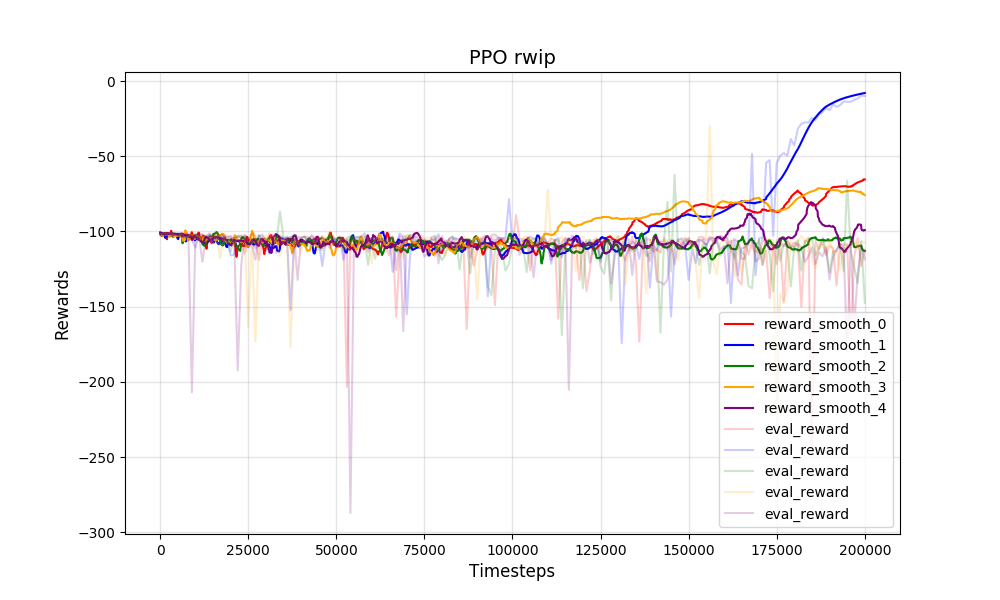 PPO rwip
Rewards
0
−50
−100
−150
−200
−250
−300
reward_smooth_0
reward_smooth_1
reward_smooth_2
reward_smooth_3
reward_smooth_4
eval_reward
eval_reward
eval_reward
eval_reward
eval_reward
0 25000 50000 75000 100000 125000 150000 175000 200000
Timesteps